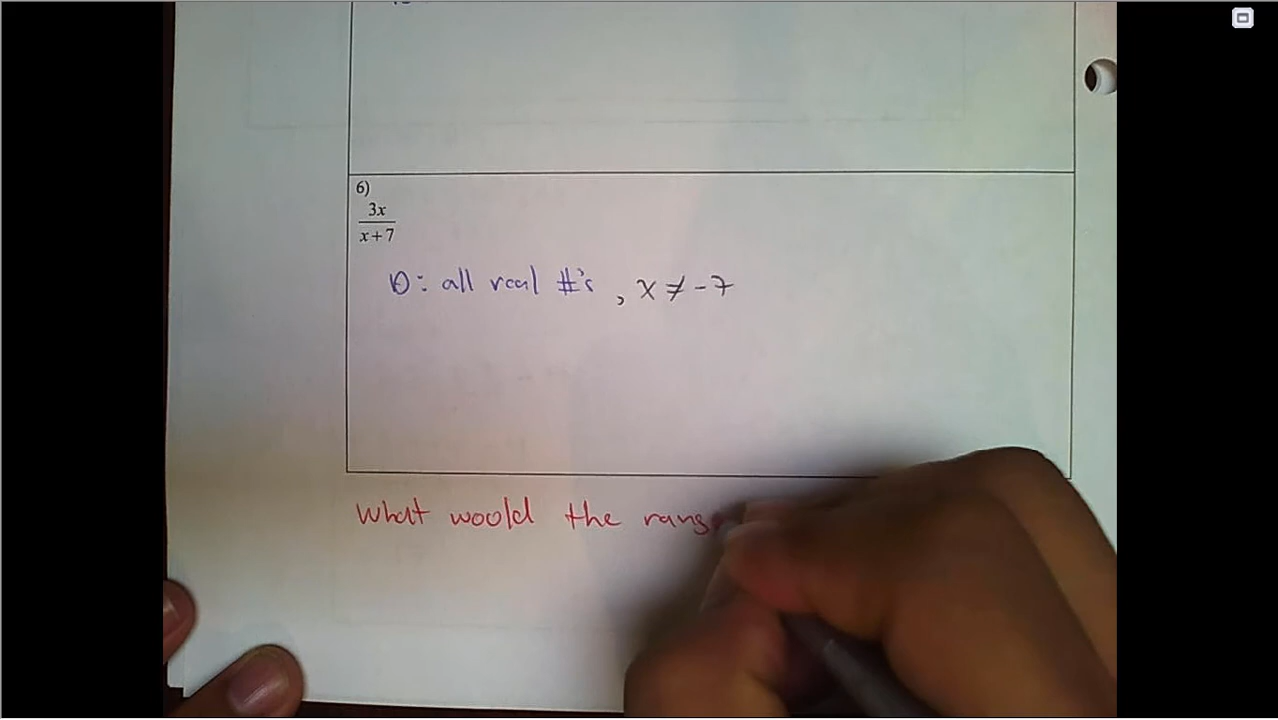 6)
3x
x+7
D: all real #'s , x ≠ -7
What would the rang